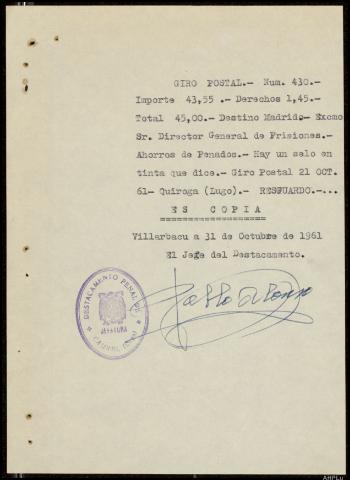 GIRO POSTAL.- Num. 430.-
Importe 43,55 .- Derechos 1,45.-
Total 45,00.- Destino Madrid.- Excmo
Sr. Director General de Prisiones.-
Ahorros de Penados.- Hay un selo en
tinta que dice.- Giro Postal 21 OCT.
61- Quiroga (Lugo).- RESGUARDO.-...
ES COPIA
Villarbacu a 31 de Octubre de 1961
El Jege del Destacamento.
DESTACAMENTO PENAL
JEFATURA
AHPLu